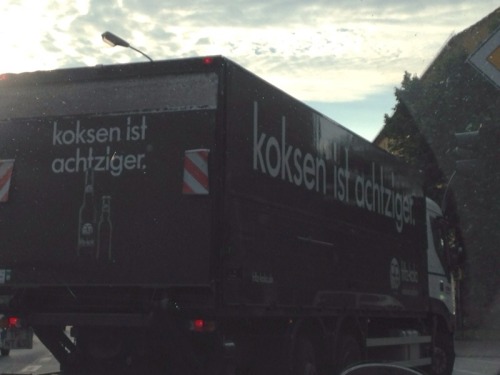 koksen ist
achtziger.
koksen ist achtziger.